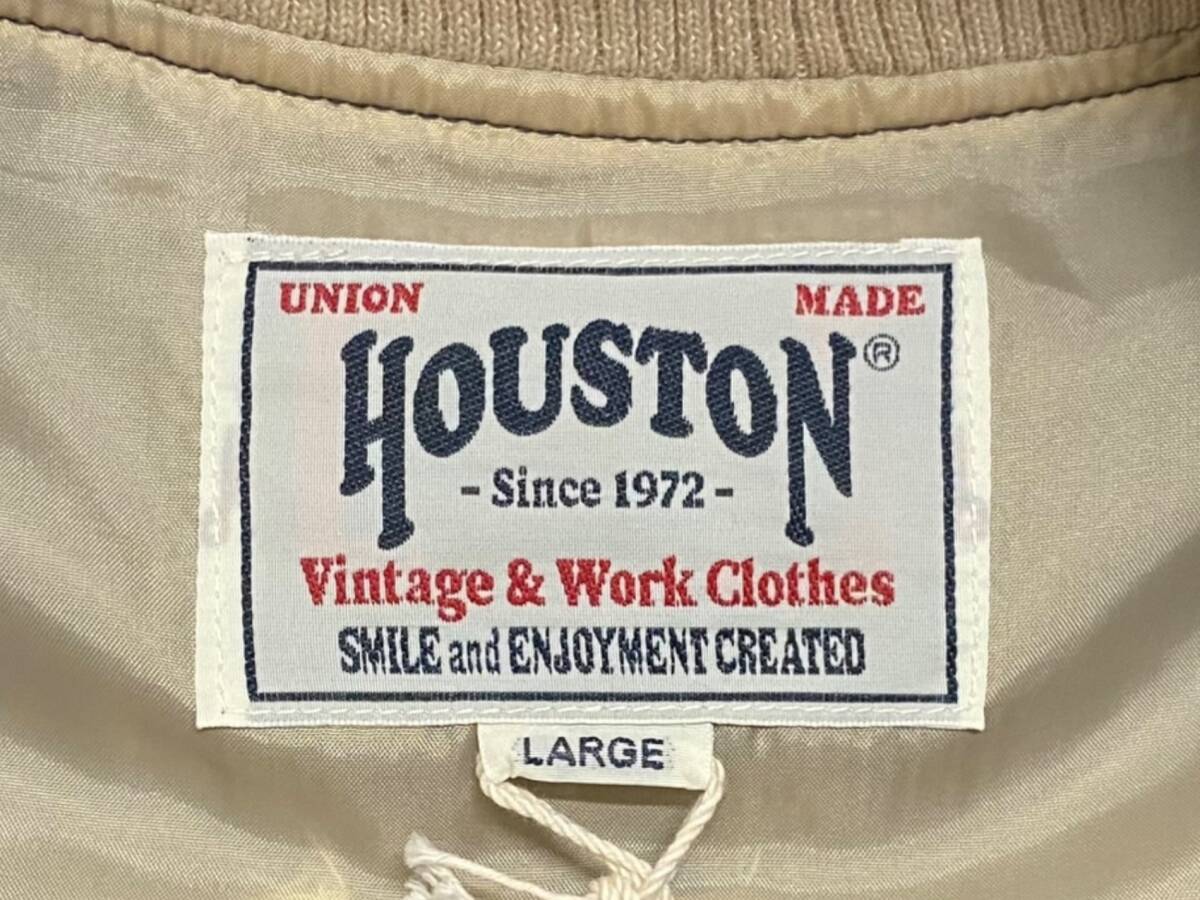 UNION MADE
HOUSTON®
- Since 1972 -
Vintage & Work Clothes
SMILE and ENJOYMENT CREATED
LARGE